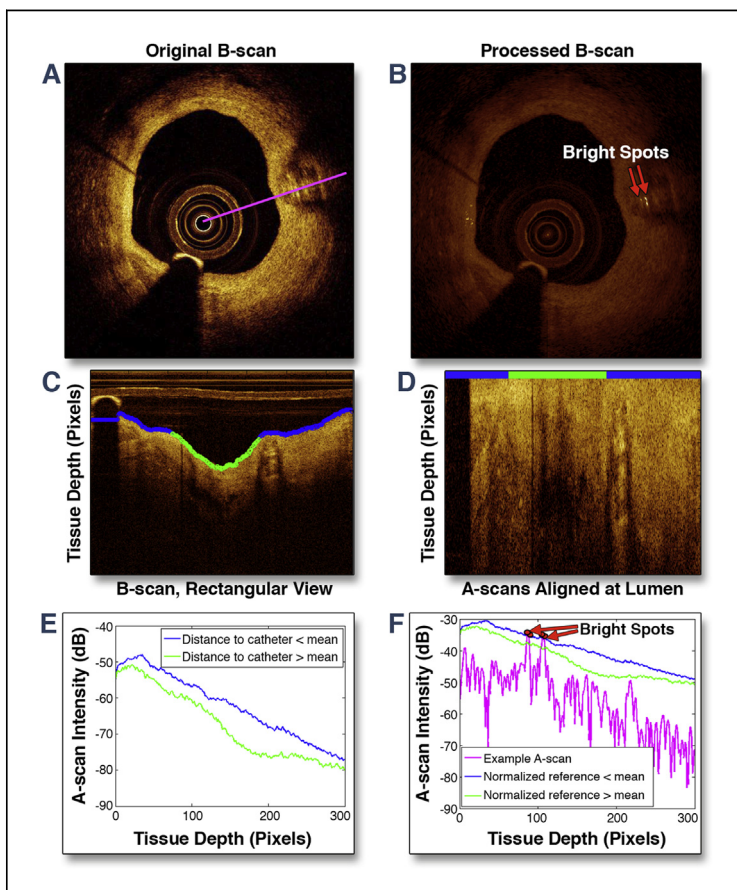 Original B-scan
Processed B-scan
A
B
Bright Spots
C
D
Tissue Depth (Pixels)
Tissue Depth (Pixels)
B-scan, Rectangular View
A-scans Aligned at Lumen
E
A-scan Intensity (dB)
-40
-50
-60
-70
-80
-90
Distance to catheter < mean
Distance to catheter > mean
0
100
200
300
Tissue Depth (Pixels)
F
A-scan Intensity (dB)
-30
-40
-50
-60
-70
-80
-90
Bright Spots
Example A-scan
Normalized reference < mean
Normalized reference > mean
0
100
200
300
Tissue Depth (Pixels)